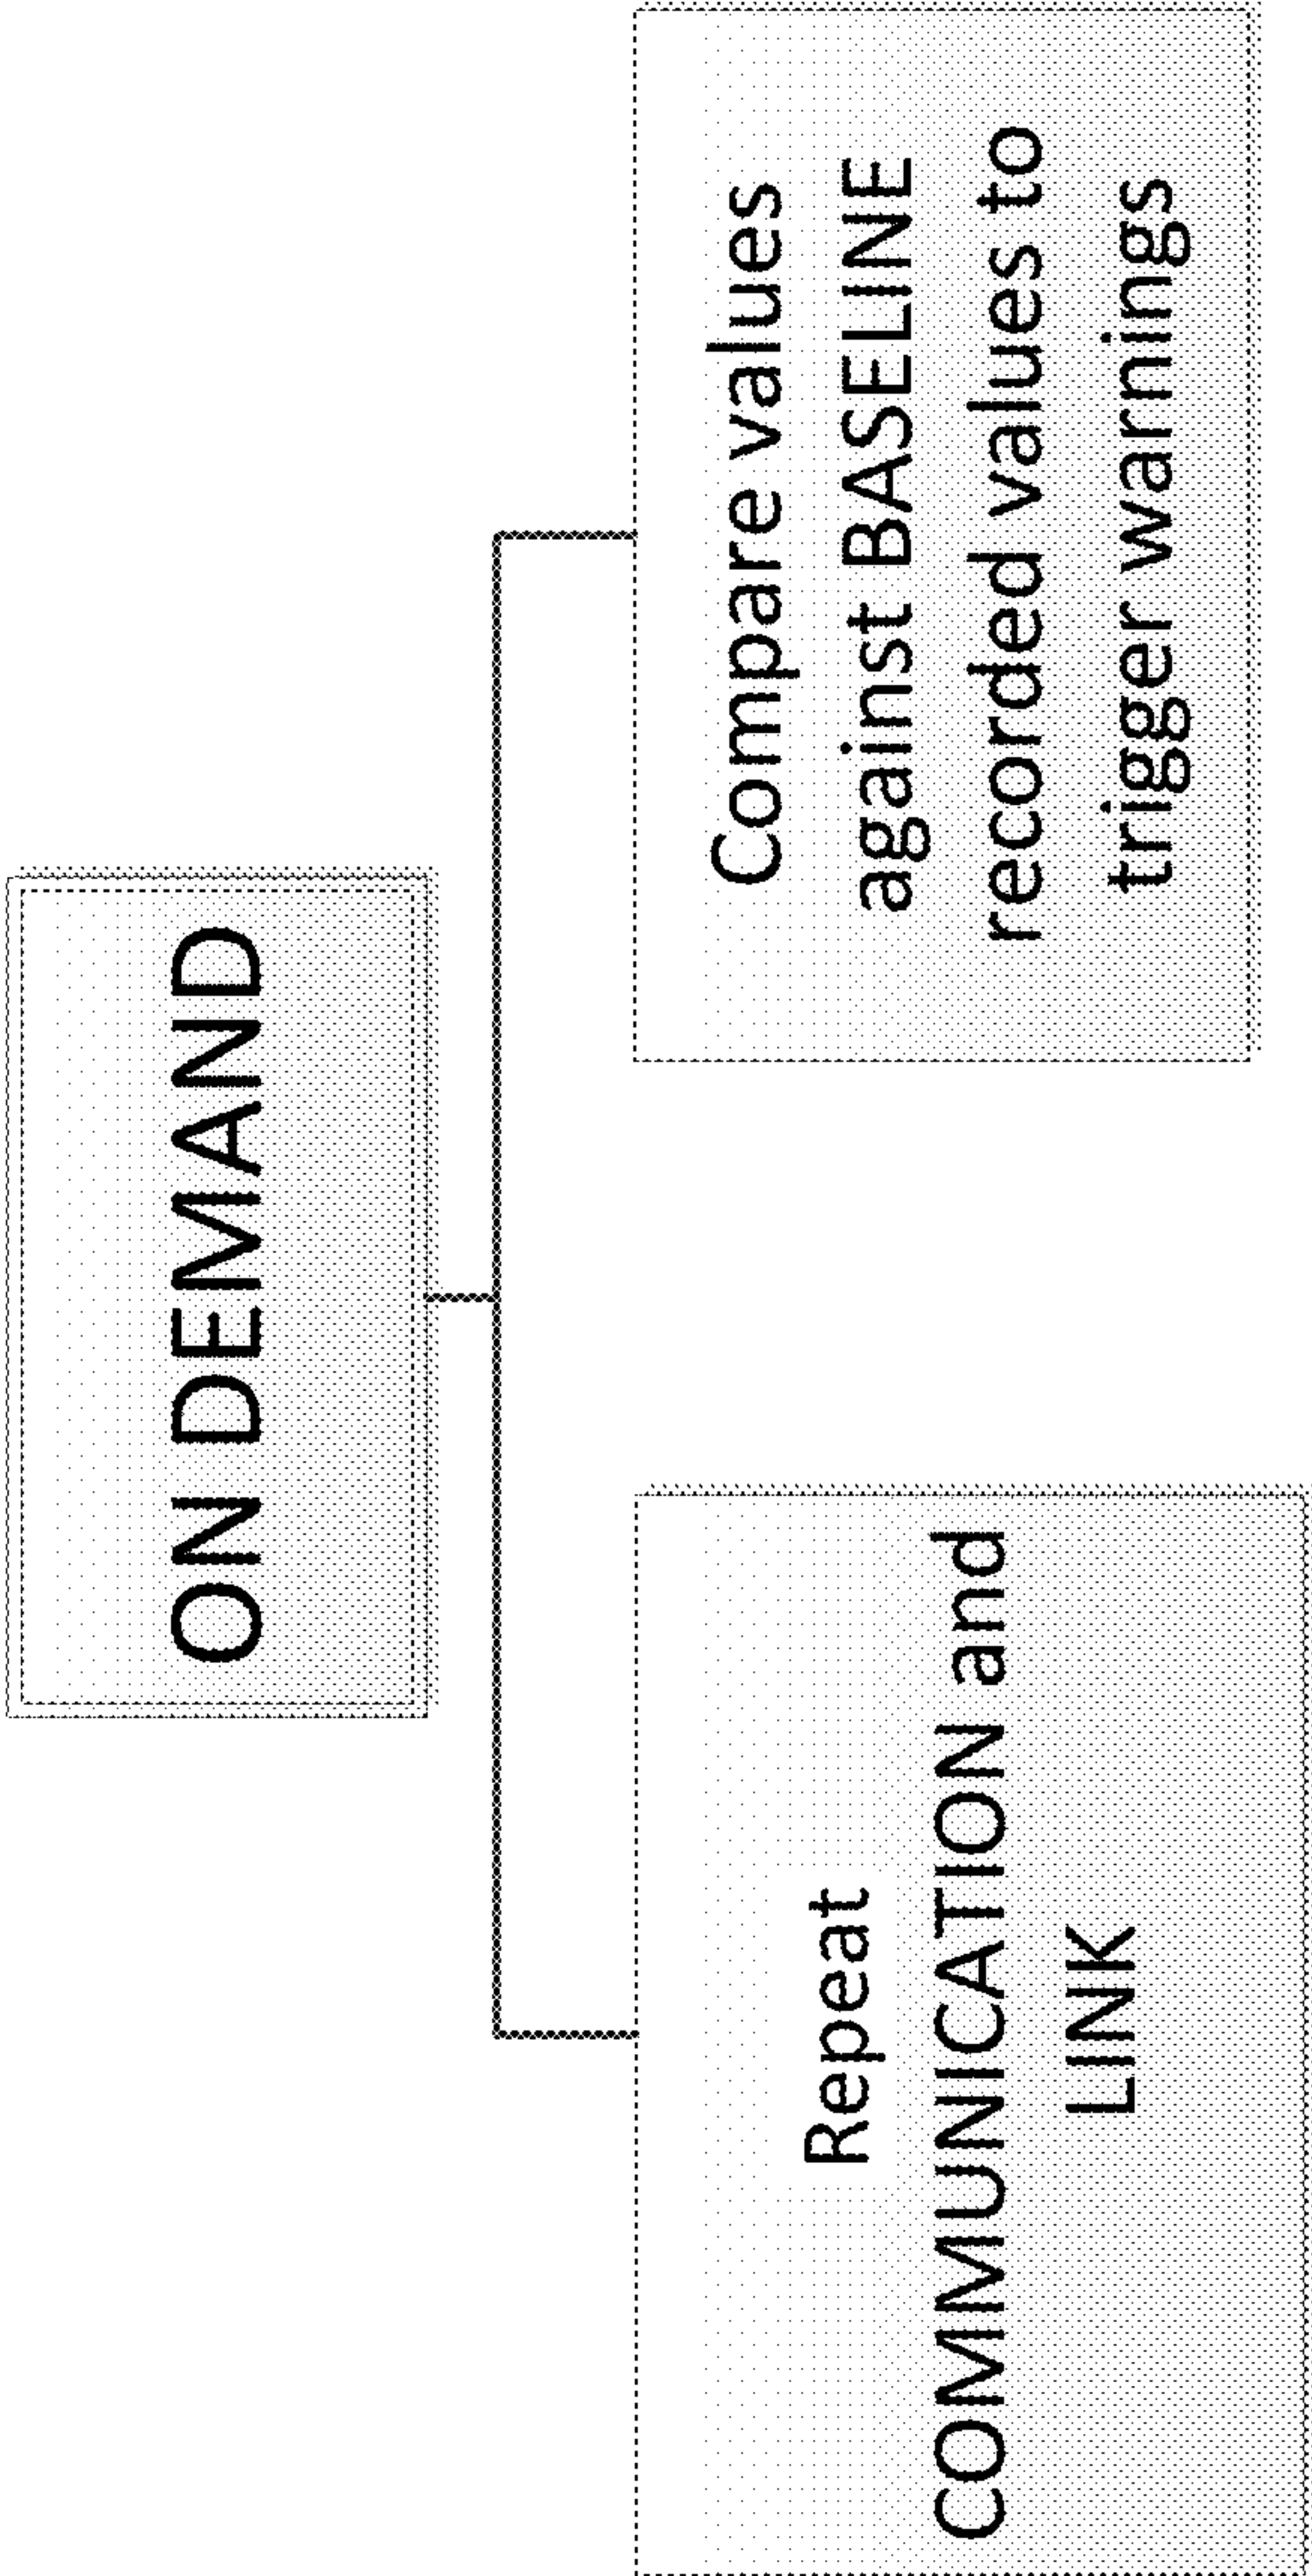 ON DEMAND
Repeat
COMMUNICATION and
LINK
Compare values
against BASELINE
recorded values to
trigger warnings